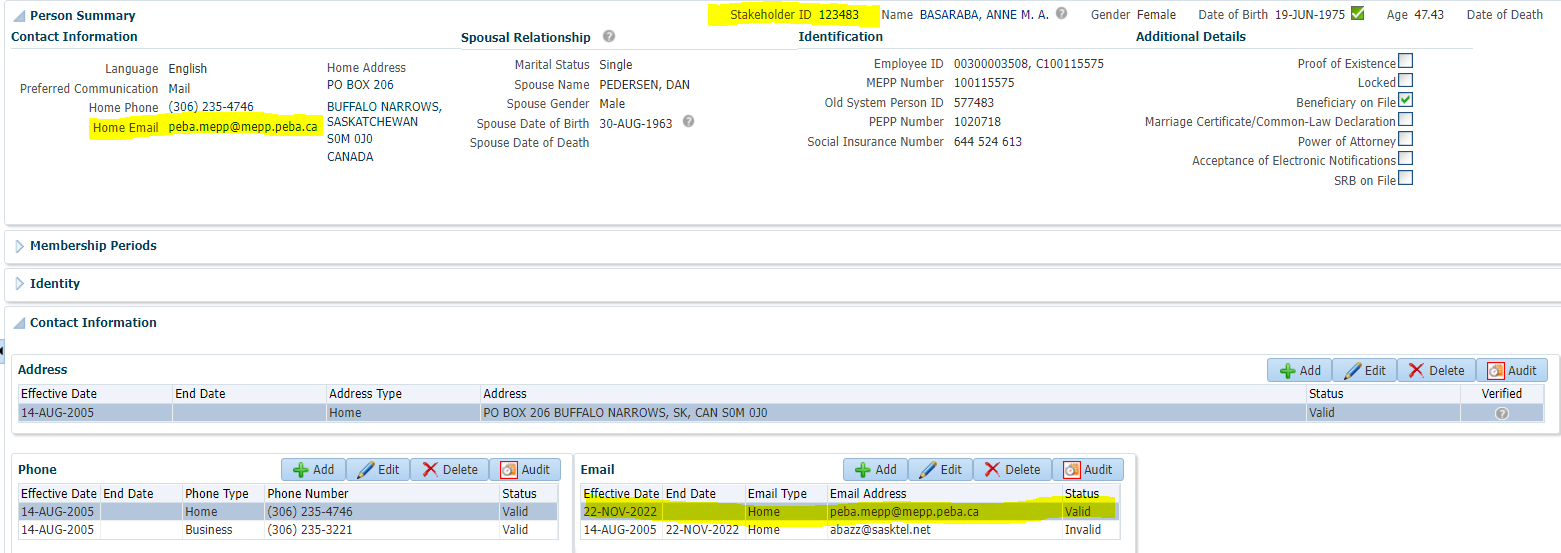 Person Summary
Stakeholder ID 123483 Name BASARABA, ANNE M. A. Gender Female Date of Birth 19-JUN-1975 Age 47.43 Date of Death
Contact Information
Language English
Preferred Communication Mail
Home Phone (306) 235-4746
Home Email peba.mepp@mepp.peba.ca
Home Address
PO BOX 206
BUFFALO NARROWS,
SASKATCHEWAN
S0M 0J0
CANADA
Spousal Relationship
Marital Status Single
Spouse Name PEDERSEN, DAN
Spouse Gender Male
Spouse Date of Birth 30-AUG-1963
Spouse Date of Death
Identification
Employee ID 00300003508, C100115575
MEPP Number 100115575
Old System Person ID 577483
PEPP Number 1020718
Social Insurance Number 644 524 613
Additional Details
Proof of Existence
Locked
Beneficiary on File
Marriage Certificate/Common-Law Declaration
Power of Attorney
Acceptance of Electronic Notifications
SRB on File
Membership Periods
Identity
Contact Information
Address Add Edit Delete Audit
Effective Date End Date Address Type Address Status Verified
14-AUG-2005 Home PO BOX 206 BUFFALO NARROWS, SK, CAN S0M 0J0 Valid
Phone Add Edit Delete Audit
Effective Date End Date Phone Type Phone Number Status
14-AUG-2005 Home (306) 235-4746 Valid
14-AUG-2005 Business (306) 235-3221 Valid
Email Add Edit Delete Audit
Effective Date End Date Email Type Email Address Status
22-NOV-2022 Home peba.mepp@mepp.peba.ca Valid
14-AUG-2005 22-NOV-2022 Home abazz@sasktel.net Invalid